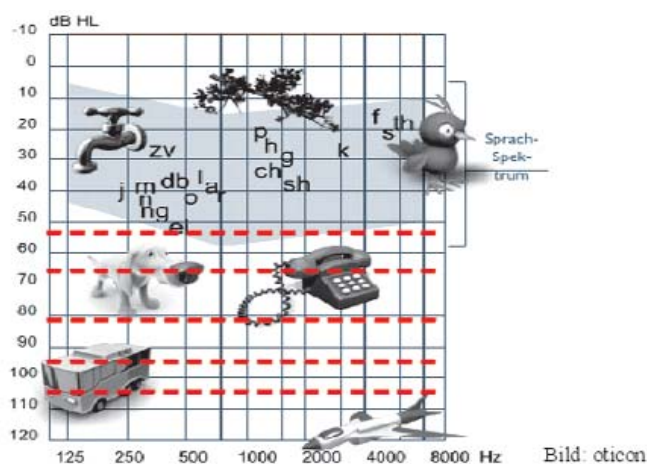 dB HL
-10
0
10
20
30
40
50
60
70
80
90
100
110
120
zv
j m db l a r
n o
ng
ei
p
h
g
ch
sh
k
f
s th
Sprach-
Spek-
trum
125 250 500 1000 2000 4000 8000 Hz
Bild: oticon